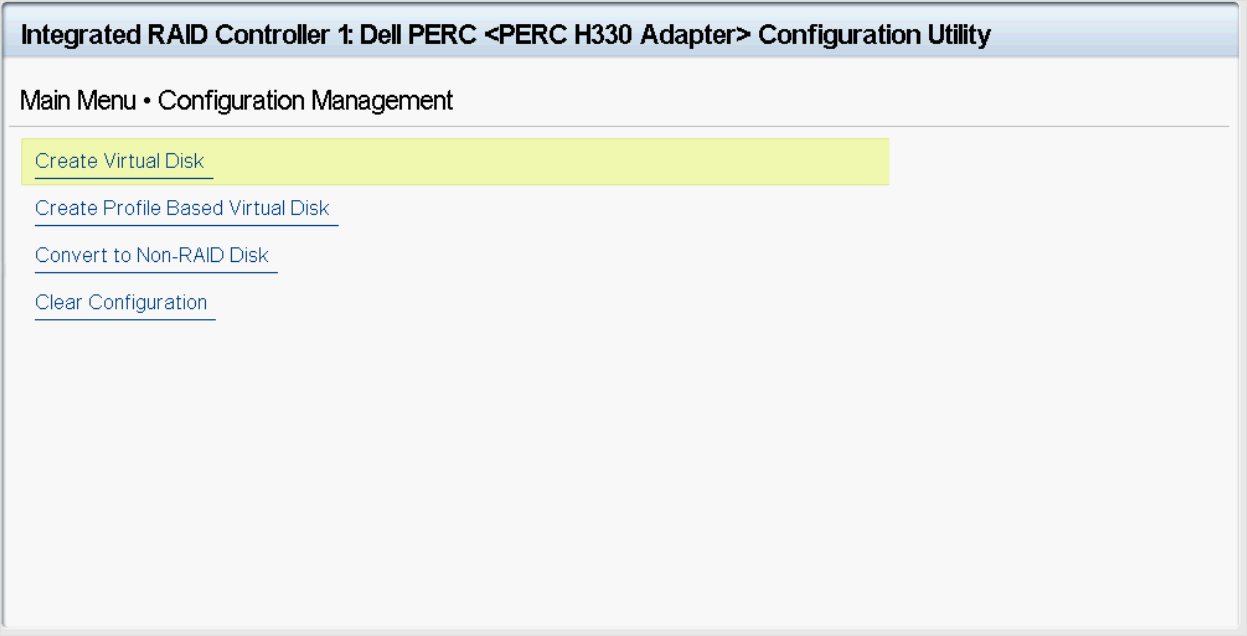 Integrated RAID Controller 1: Dell PERC <PERC H330 Adapter> Configuration Utility
Main Menu • Configuration Management
Create Virtual Disk
Create Profile Based Virtual Disk
Convert to Non-RAID Disk
Clear Configuration